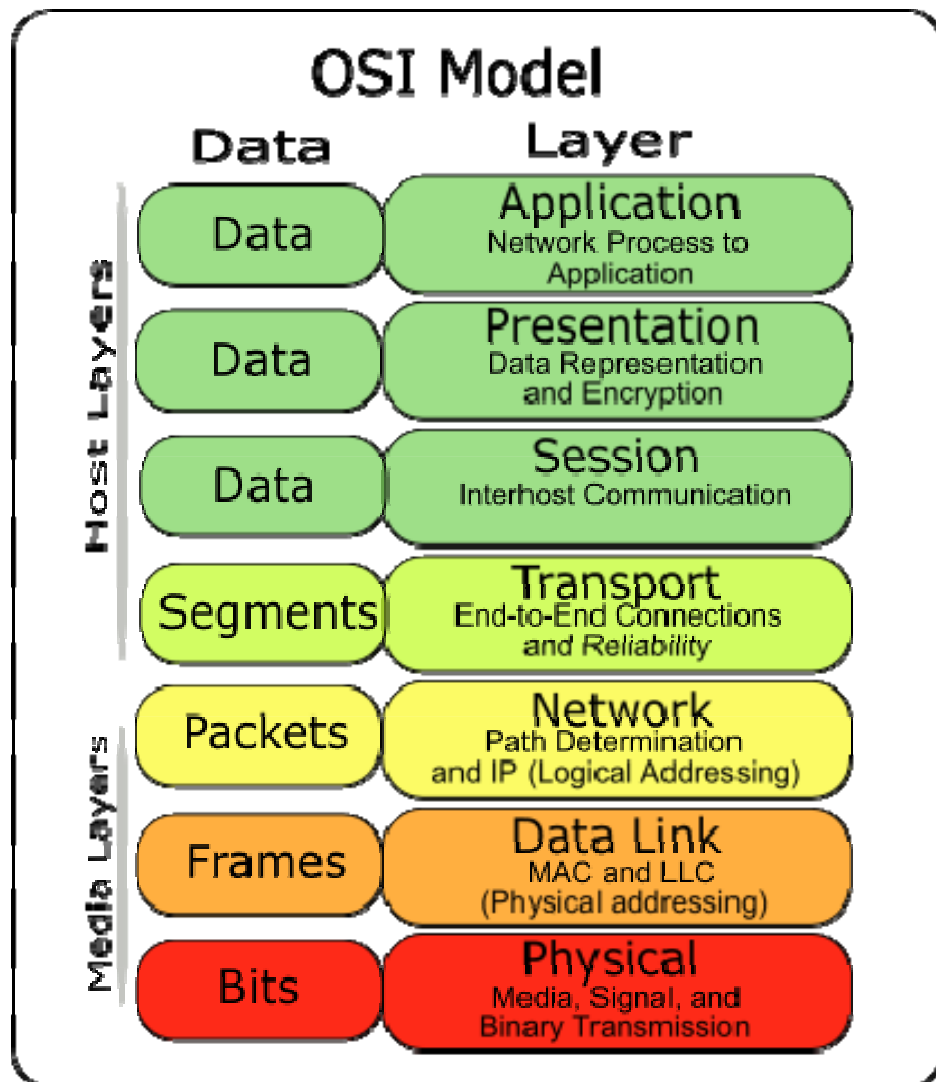 OSI Model
Data
Layer
Host Layers
Data
Application
Network Process to
Application
Data
Presentation
Data Representation
and Encryption
Data
Session
Interhost Communication
Segments
Transport
End-to-End Connections
and Reliability
Media Layers
Packets
Network
Path Determination
and IP (Logical Addressing)
Frames
Data Link
MAC and LLC
(Physical addressing)
Bits
Physical
Media, Signal, and
Binary Transmission